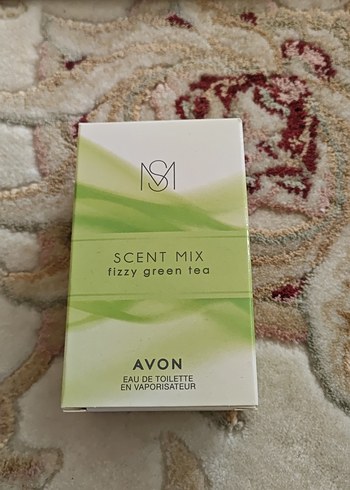 SM
SCENT MIX
fizzy green tea
AVON
EAU DE TOILETTE
EN VAPORISATEUR